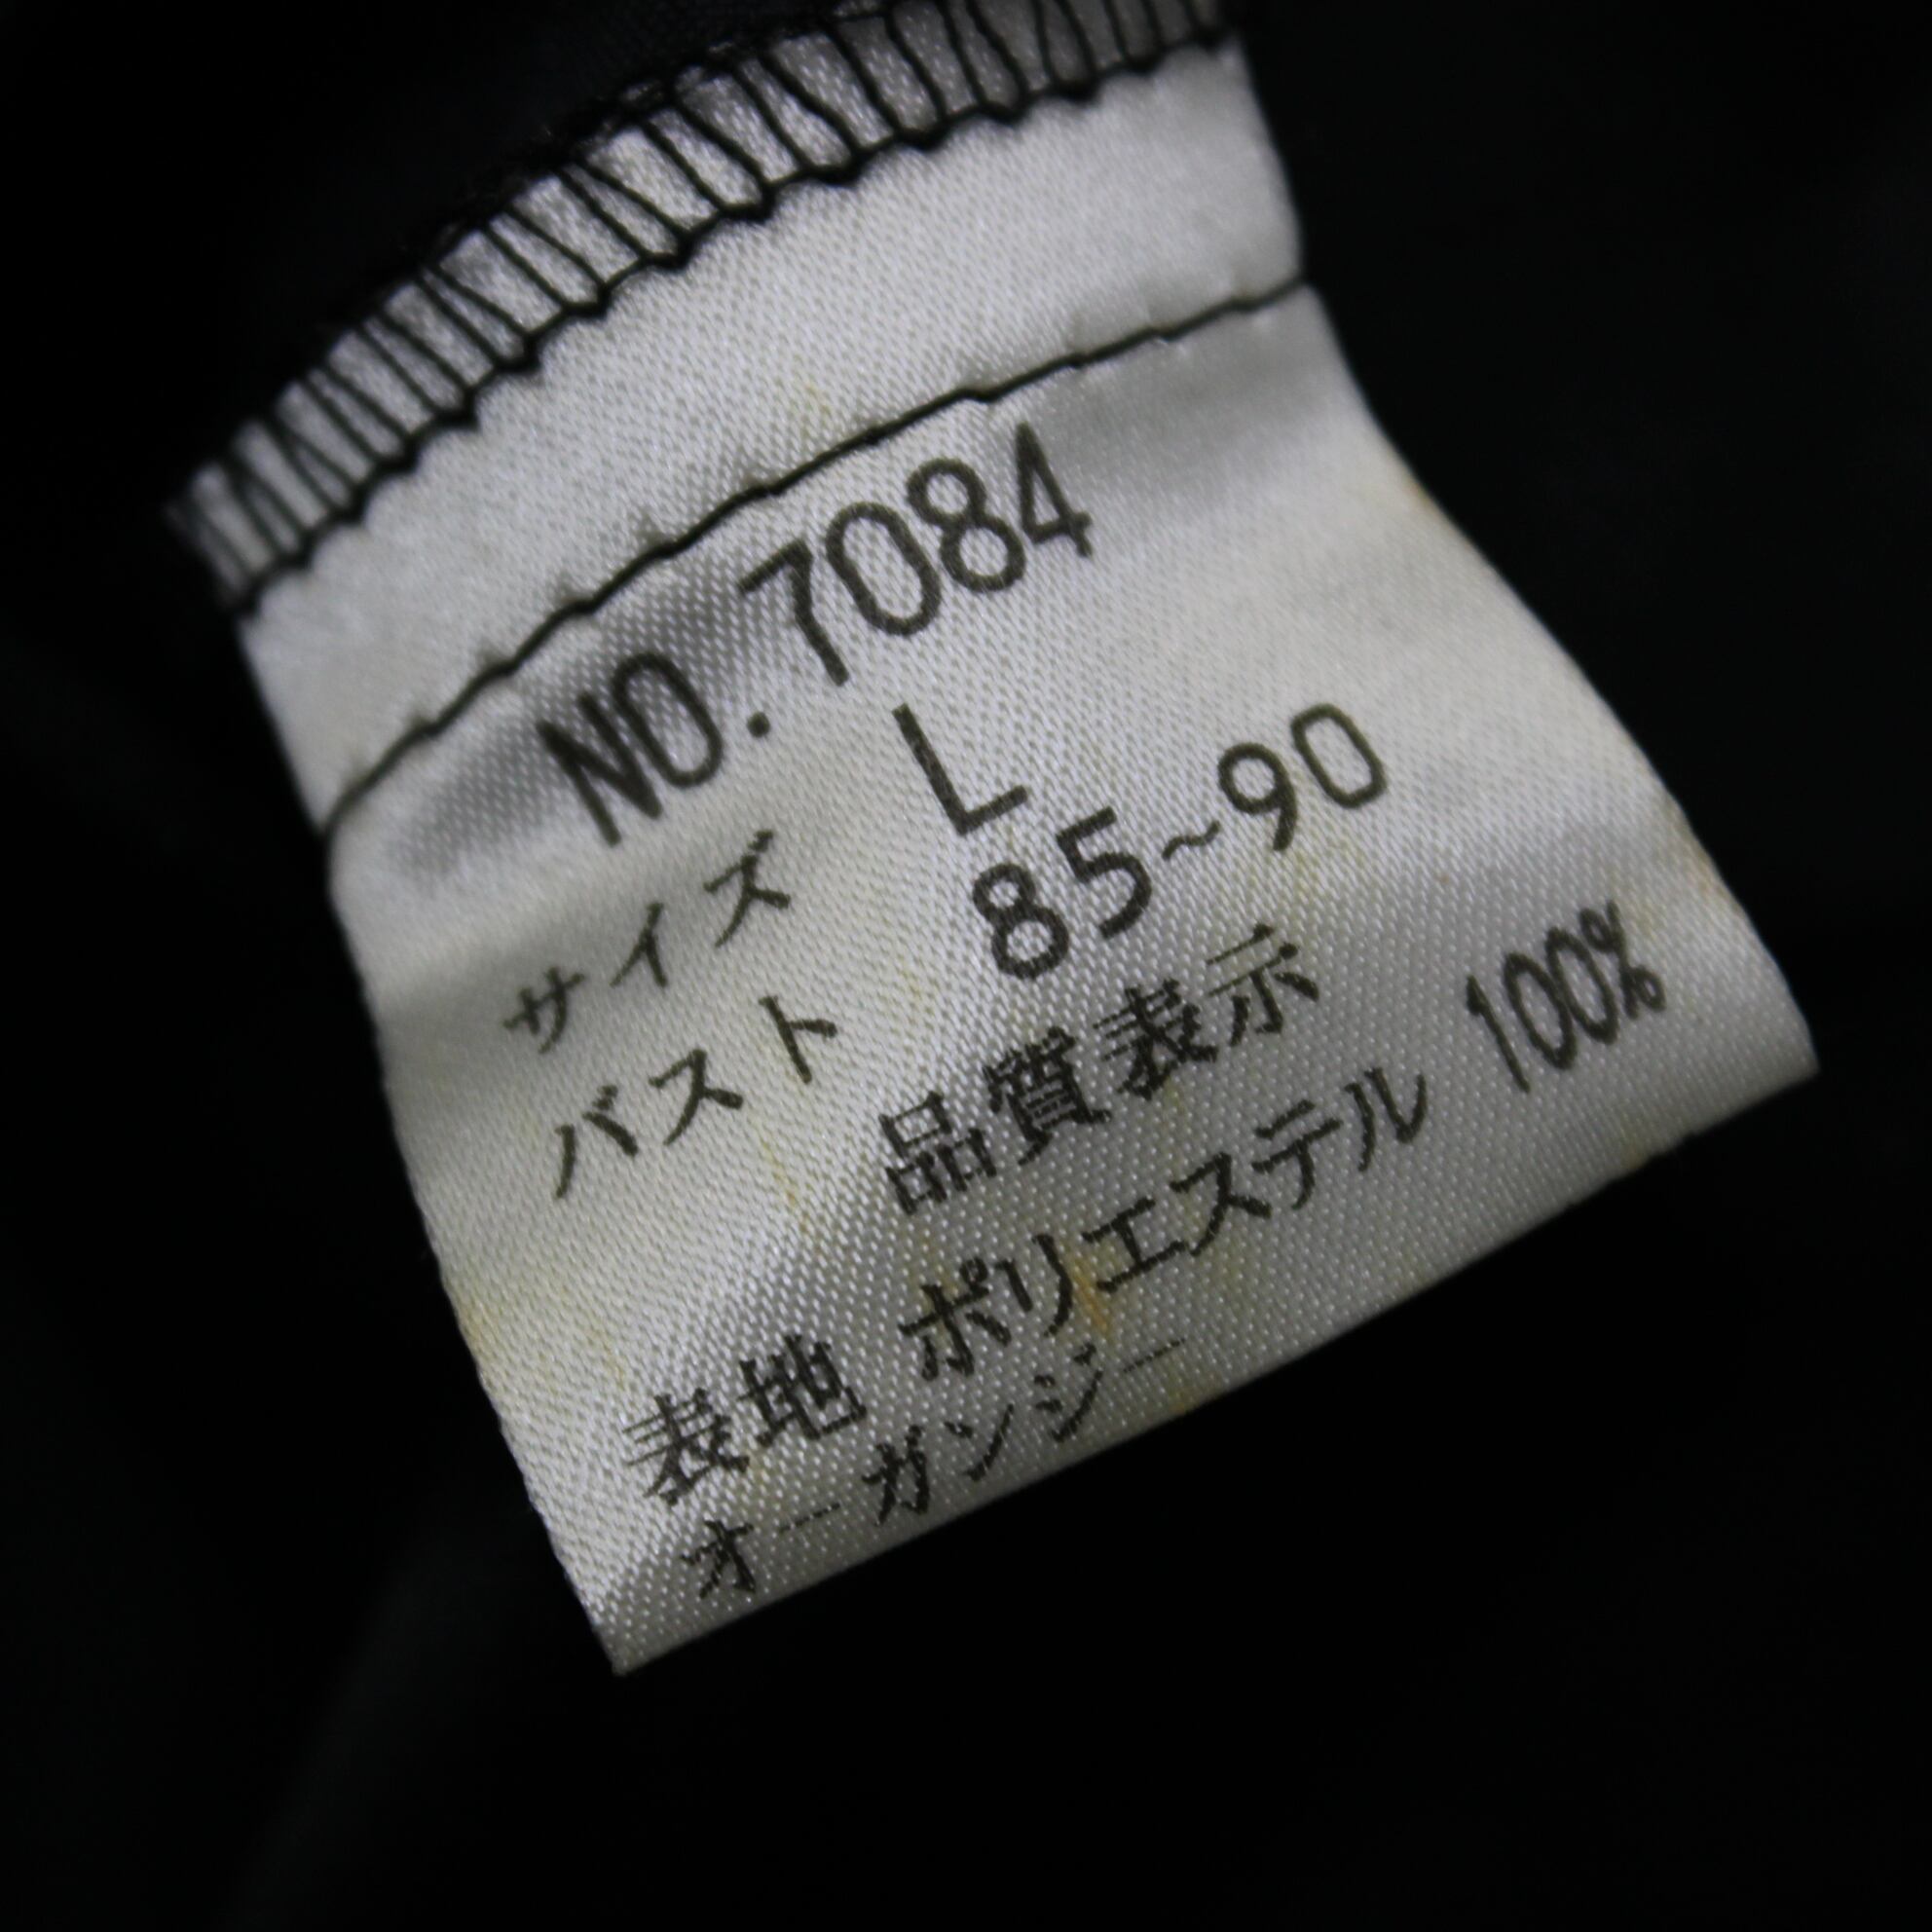 NO.7084
サイズ L
バスト 85~90
品質表示
表地 ポリエステル 100%
オーガンジー